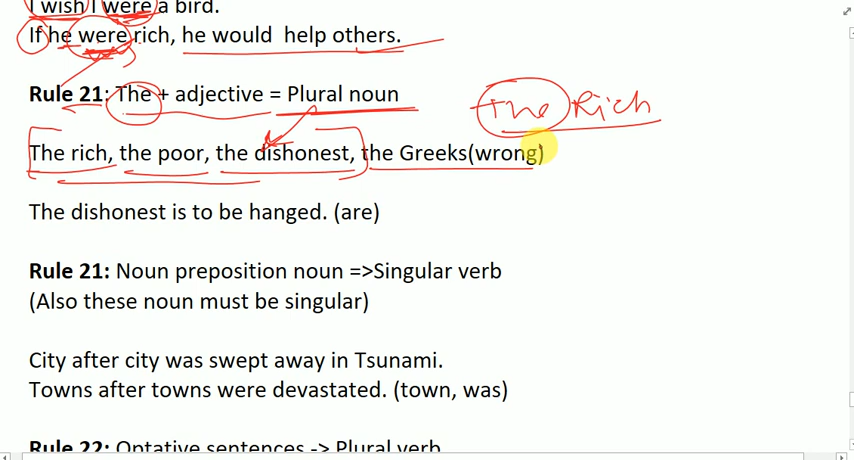 I wish I were a bird.
If he were rich, he would help others.
Rule 21: The + adjective = Plural noun
The Rich
The rich, the poor, the dishonest, the Greeks(wrong)
The dishonest is to be hanged. (are)
Rule 21: Noun preposition noun =>Singular verb
(Also these noun must be singular)
City after city was swept away in Tsunami.
Towns after towns were devastated. (town, was)
Rule 22: Optative sentences -> Plural verb